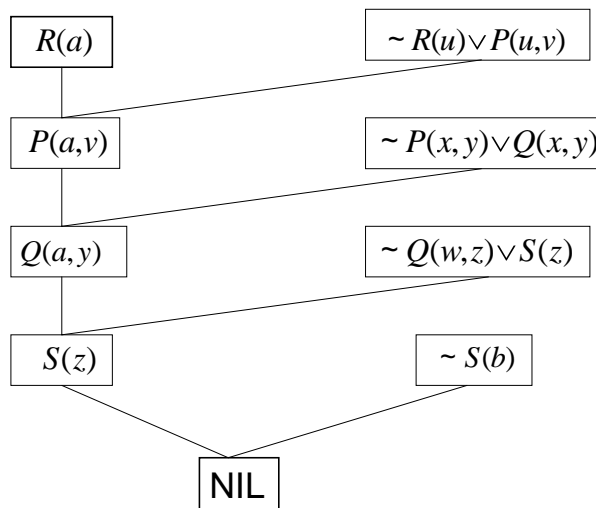 R(a)
~ R(u)∨P(u,v)
P(a,v)
~ P(x,y)∨Q(x,y)
Q(a,y)
~ Q(w,z)∨S(z)
S(z)
~ S(b)
NIL